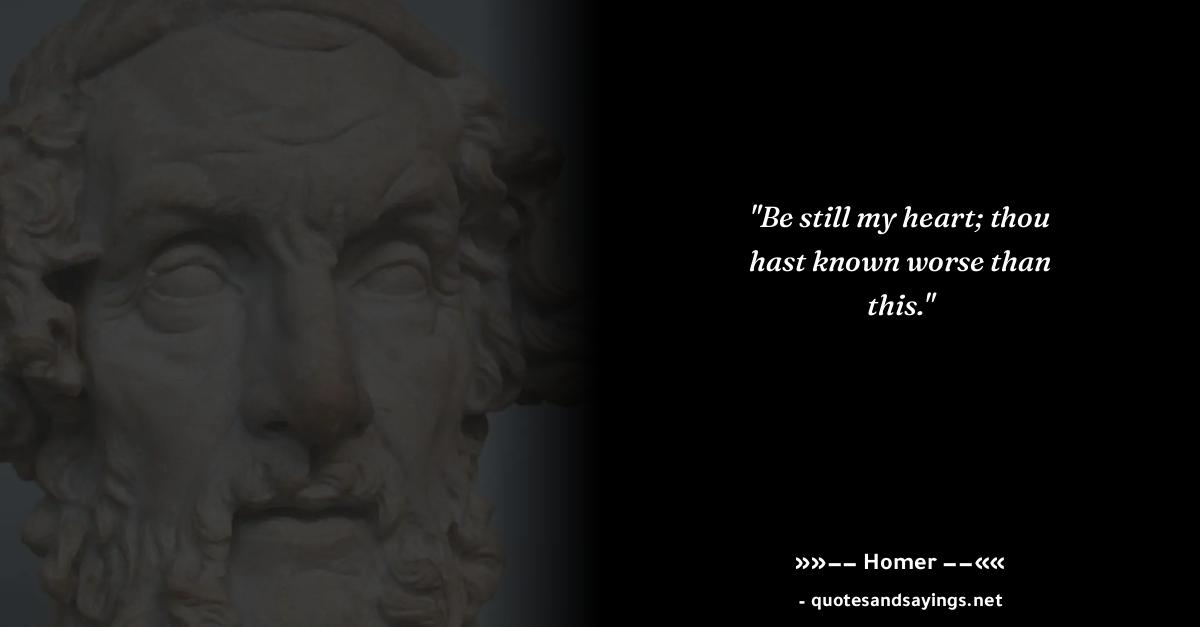 "Be still my heart; thou
hast known worse than
this."
»»−− Homer −−««
- quotesandsayings.net